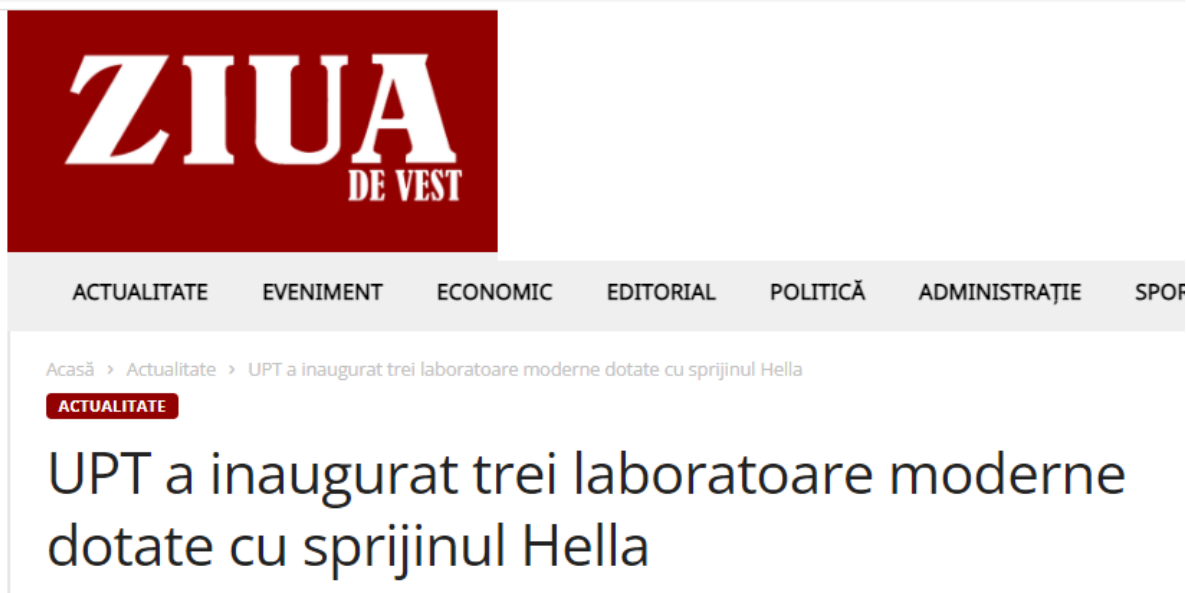 ZIUA
DE VEST
ACTUALITATE EVENIMENT ECONOMIC EDITORIAL POLITICĂ ADMINISTRAȚIE SPOR
Acasă › Actualitate › UPT a inaugurat trei laboratoare moderne dotate cu sprijinul Hella
ACTUALITATE
UPT a inaugurat trei laboratoare moderne
dotate cu sprijinul Hella